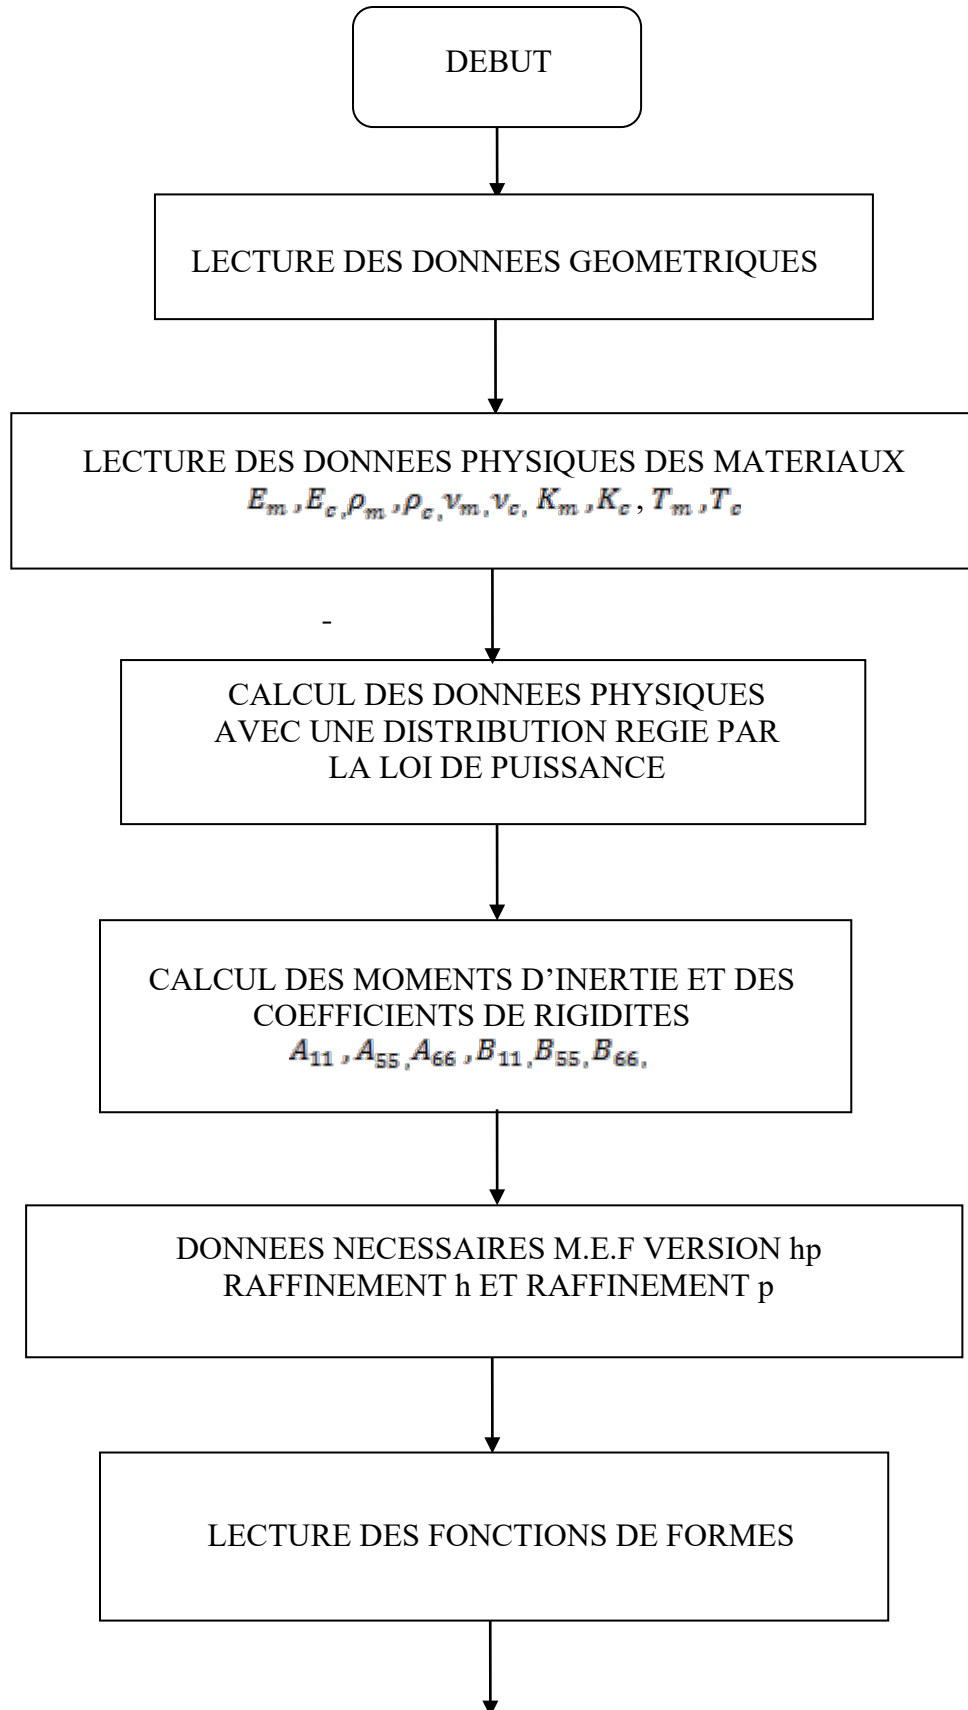 DEBUT
LECTURE DES DONNEES GEOMETRIQUES
LECTURE DES DONNEES PHYSIQUES DES MATERIAUX
E_m , E_c, ρ_m , ρ_c, ν_m, ν_c, K_m , K_c , T_m , T_c
-
CALCUL DES DONNEES PHYSIQUES
AVEC UNE DISTRIBUTION REGIE PAR
LA LOI DE PUISSANCE
CALCUL DES MOMENTS D’INERTIE ET DES
COEFFICIENTS DE RIGIDITES
A_11 , A_55, A_66 , B_11, B_55, B_66,
DONNEES NECESSAIRES M.E.F VERSION hp
RAFFINEMENT h ET RAFFINEMENT p
LECTURE DES FONCTIONS DE FORMES